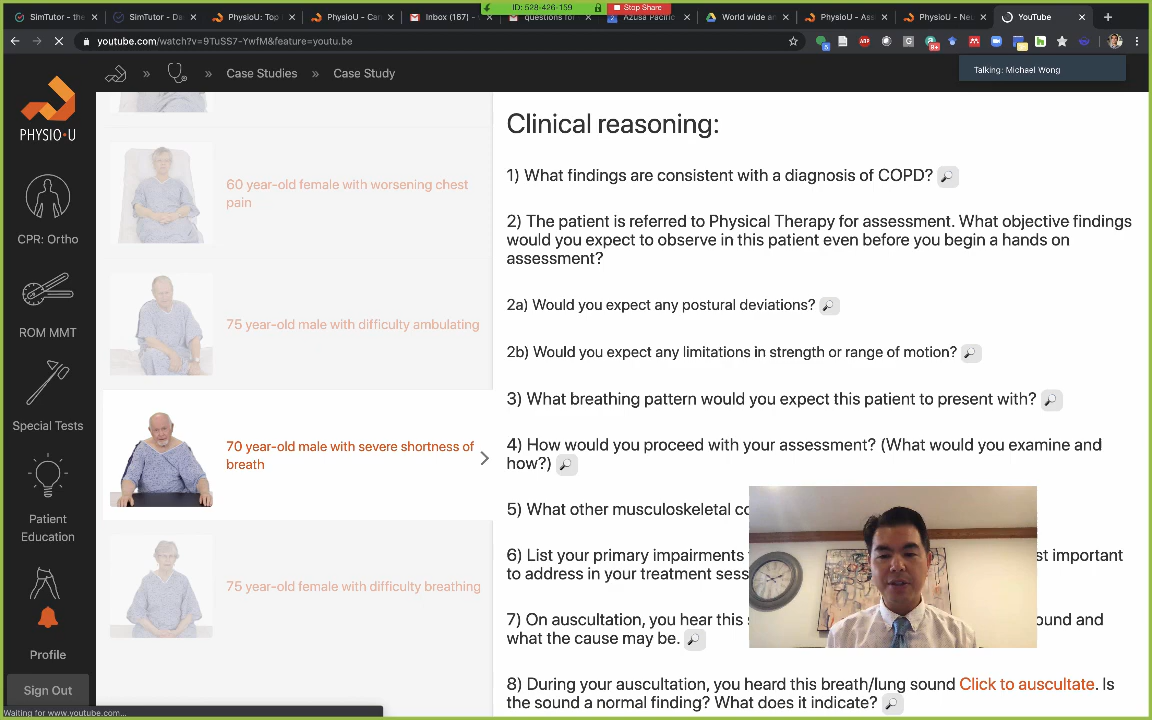 SimTutor - the
SimTutor - Da
PhysioU: Top
PhysioU - Car
Inbox (167) -
questions for
Azusa Pacific
World wide ar
PhysioU - Ass
PhysioU - Neu
YouTube
ID: 528-426-159
Stop Share
youtube.com/watch?v=9TuSS7-YwfM&feature=youtu.be
Talking: Michael Wong
» » Case Studies » Case Study
PHYSIO·U
CPR: Ortho
ROM MMT
Special Tests
Patient
Education
Profile
Sign Out
Waiting for www.youtube.com...
60 year-old female with worsening chest
pain
75 year-old male with difficulty ambulating
70 year-old male with severe shortness of
breath
75 year-old female with difficulty breathing
Clinical reasoning:
1) What findings are consistent with a diagnosis of COPD?
2) The patient is referred to Physical Therapy for assessment. What objective findings
would you expect to observe in this patient even before you begin a hands on
assessment?
2a) Would you expect any postural deviations?
2b) Would you expect any limitations in strength or range of motion?
3) What breathing pattern would you expect this patient to present with?
4) How would you proceed with your assessment? (What would you examine and
how?)
5) What other musculoskeletal co
6) List your primary impairments st important
to address in your treatment sess
7) On auscultation, you hear this s ound and
what the cause may be.
8) During your auscultation, you heard this breath/lung sound Click to auscultate. Is
the sound a normal finding? What does it indicate?